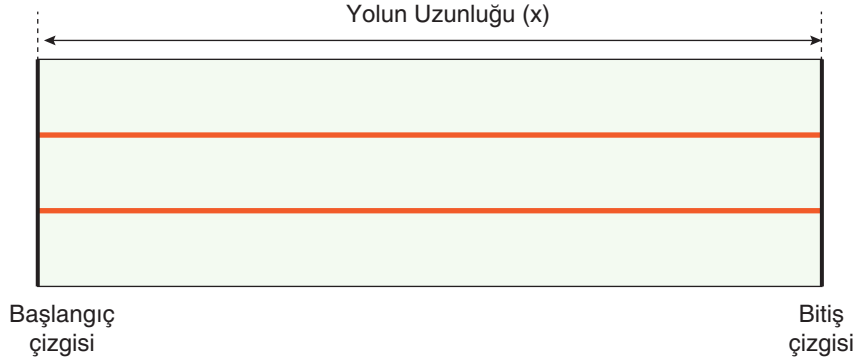 Yolun Uzunluğu (x)
Başlangıç
çizgisi
Bitiş
çizgisi